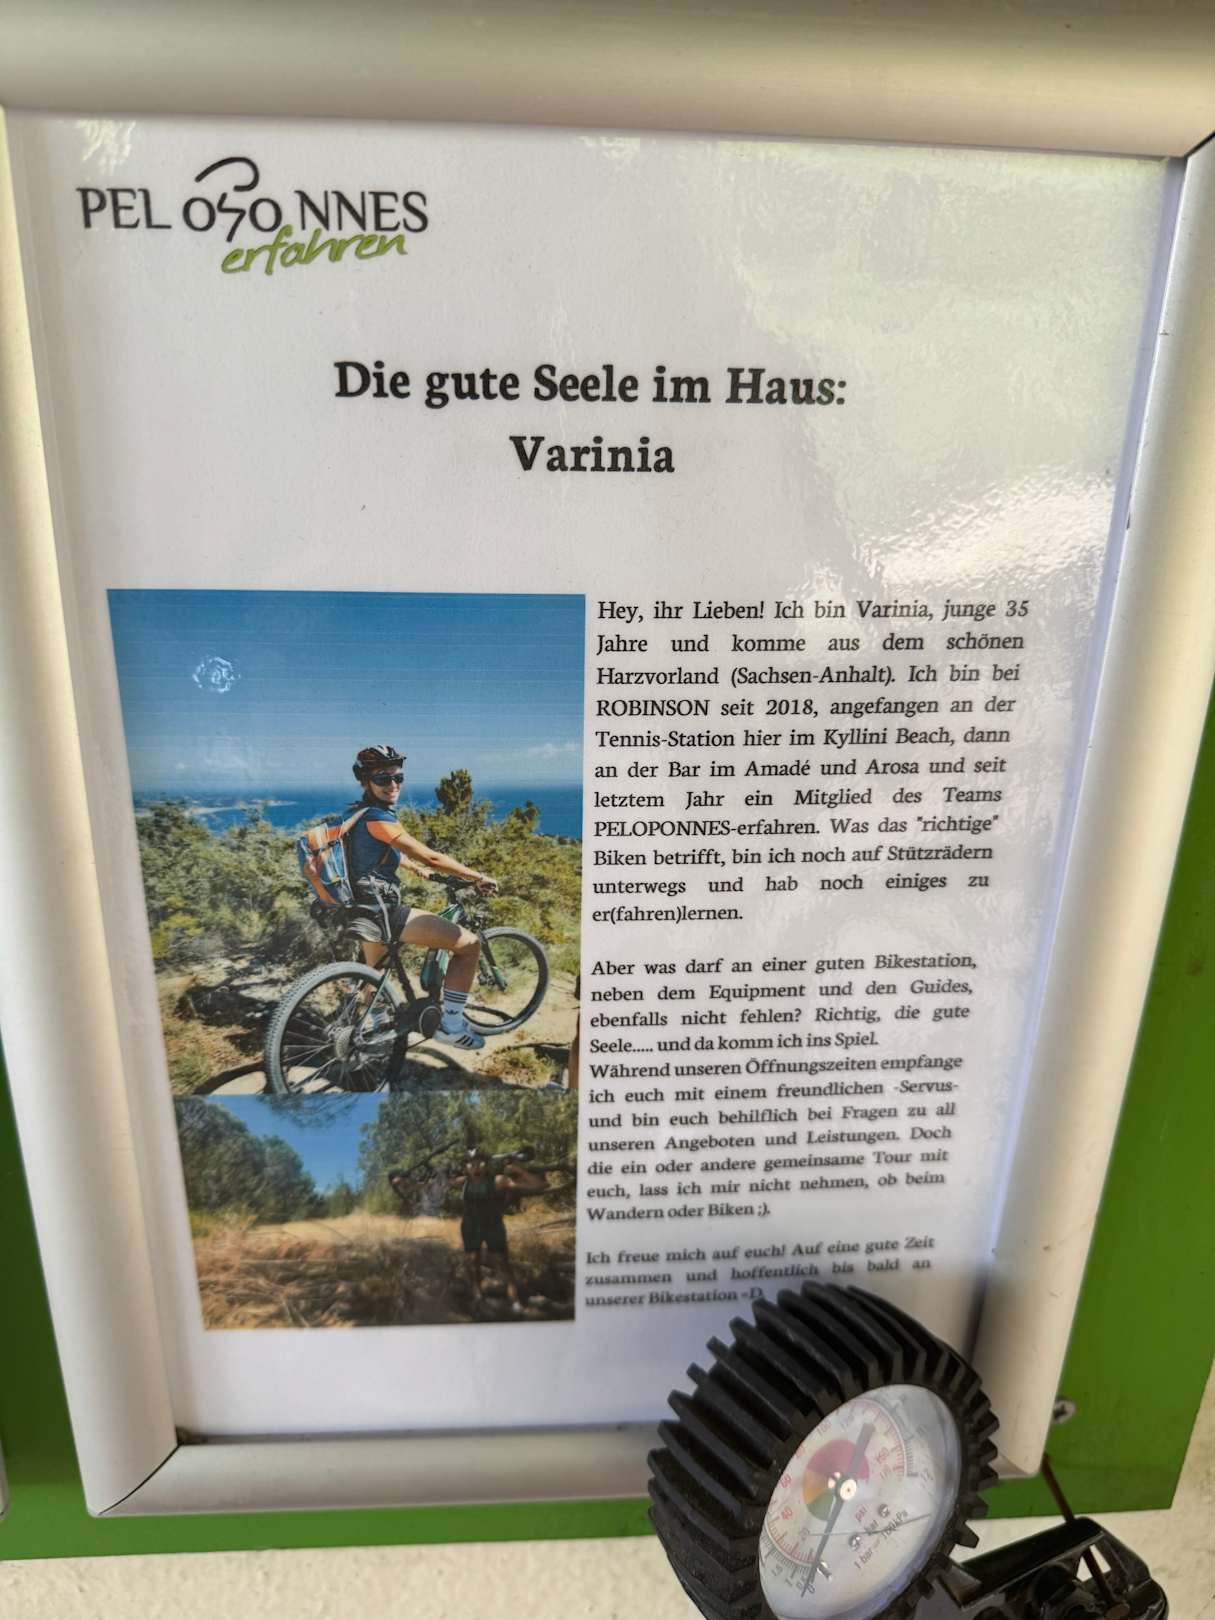 PELOPONNES
erfahren
Die gute Seele im Haus:
Varinia
Hey, ihr Lieben! Ich bin Varinia, junge 35
Jahre und komme aus dem schönen
Harzvorland (Sachsen-Anhalt). Ich bin bei
ROBINSON seit 2018, angefangen an der
Tennis-Station hier im Kyllini Beach, dann
an der Bar im Amadé und Arosa und seit
letztem Jahr ein Mitglied des Teams
PELOPONNES-erfahren. Was das "richtige"
Biken betrifft, bin ich noch auf Stützrädern
unterwegs und hab noch einiges zu
er(fahren)lernen.
Aber was darf an einer guten Bikestation,
neben dem Equipment und den Guides,
ebenfalls nicht fehlen? Richtig, die gute
Seele..... und da komm ich ins Spiel.
Während unseren Öffnungszeiten empfange
ich euch mit einem freundlichen -Servus-
und bin euch behilflich bei Fragen zu all
unseren Angeboten und Leistungen. Doch
die ein oder andere gemeinsame Tour mit
euch, lass ich mir nicht nehmen, ob beim
Wandern oder Biken ;).
Ich freue mich auf euch! Auf eine gute Zeit
zusammen und hoffentlich bis bald an
unserer Bikestation =D
psi
bar
1 bar = 100kPa